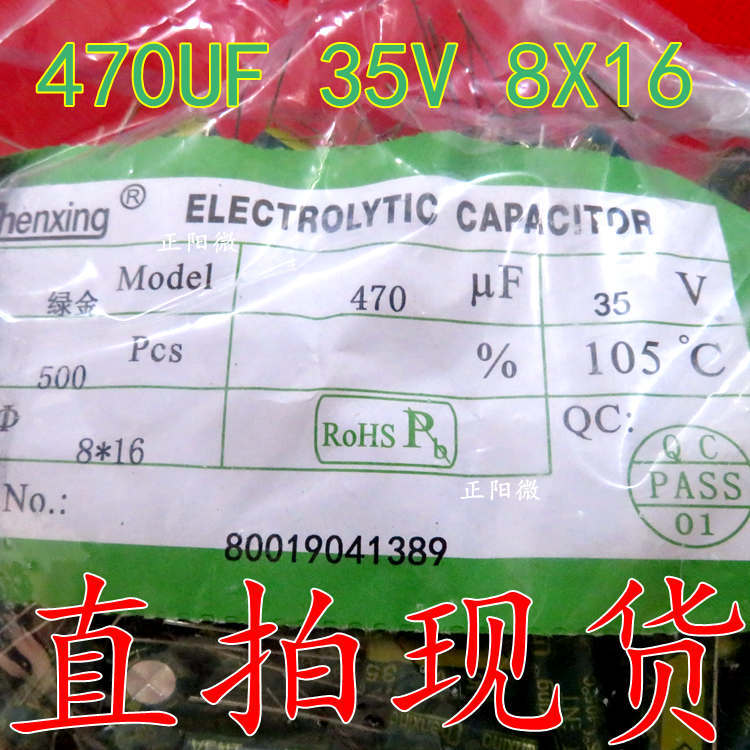 470UF 35V 8X16
henxing® ELECTROLYTIC CAPACITOR
正阳微
绿金 Model 470 µF 35 V
500 Pcs % 105℃
Φ 8*16 RoHS Pb QC:
QC
PASS
01
正阳微
No.:
80019041389
直拍现货